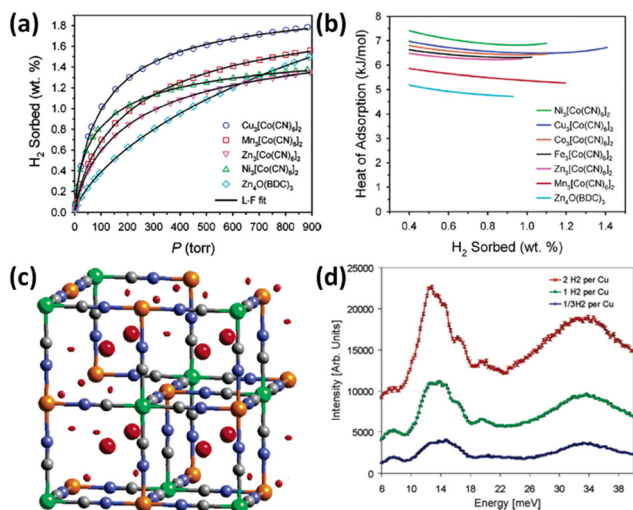 (a)
H₂ Sorbed (wt. %)
1.8
1.6
1.4
1.2
1.0
0.8
0.6
0.4
0.2
0.0
Cu₃[Co(CN)₆]₂
Mn₃[Co(CN)₆]₂
Zn₃[Co(CN)₆]₂
Ni₃[Co(CN)₆]₂
Zn₄O(BDC)₃
L-F fit
0 100 200 300 400 500 600 700 800 900
P (torr)
(b)
Heat of Adsorption (kJ/mol)
8
7
6
5
4
3
2
1
0
Ni₃[Co(CN)₆]₂
Cu₃[Co(CN)₆]₂
Co₃[Co(CN)₆]₂
Fe₃[Co(CN)₆]₂
Zn₃[Co(CN)₆]₂
Mn₃[Co(CN)₆]₂
Zn₄O(BDC)₃
0.4 0.6 0.8 1.0 1.2 1.4
H₂ Sorbed (wt. %)
(c)
(d)
Intensity [Arb. Units]
25000
20000
15000
10000
5000
0
2 H2 per Cu
1 H2 per Cu
1/3H2 per Cu
6 10 14 18 22 26 30 34 38
Energy [meV]